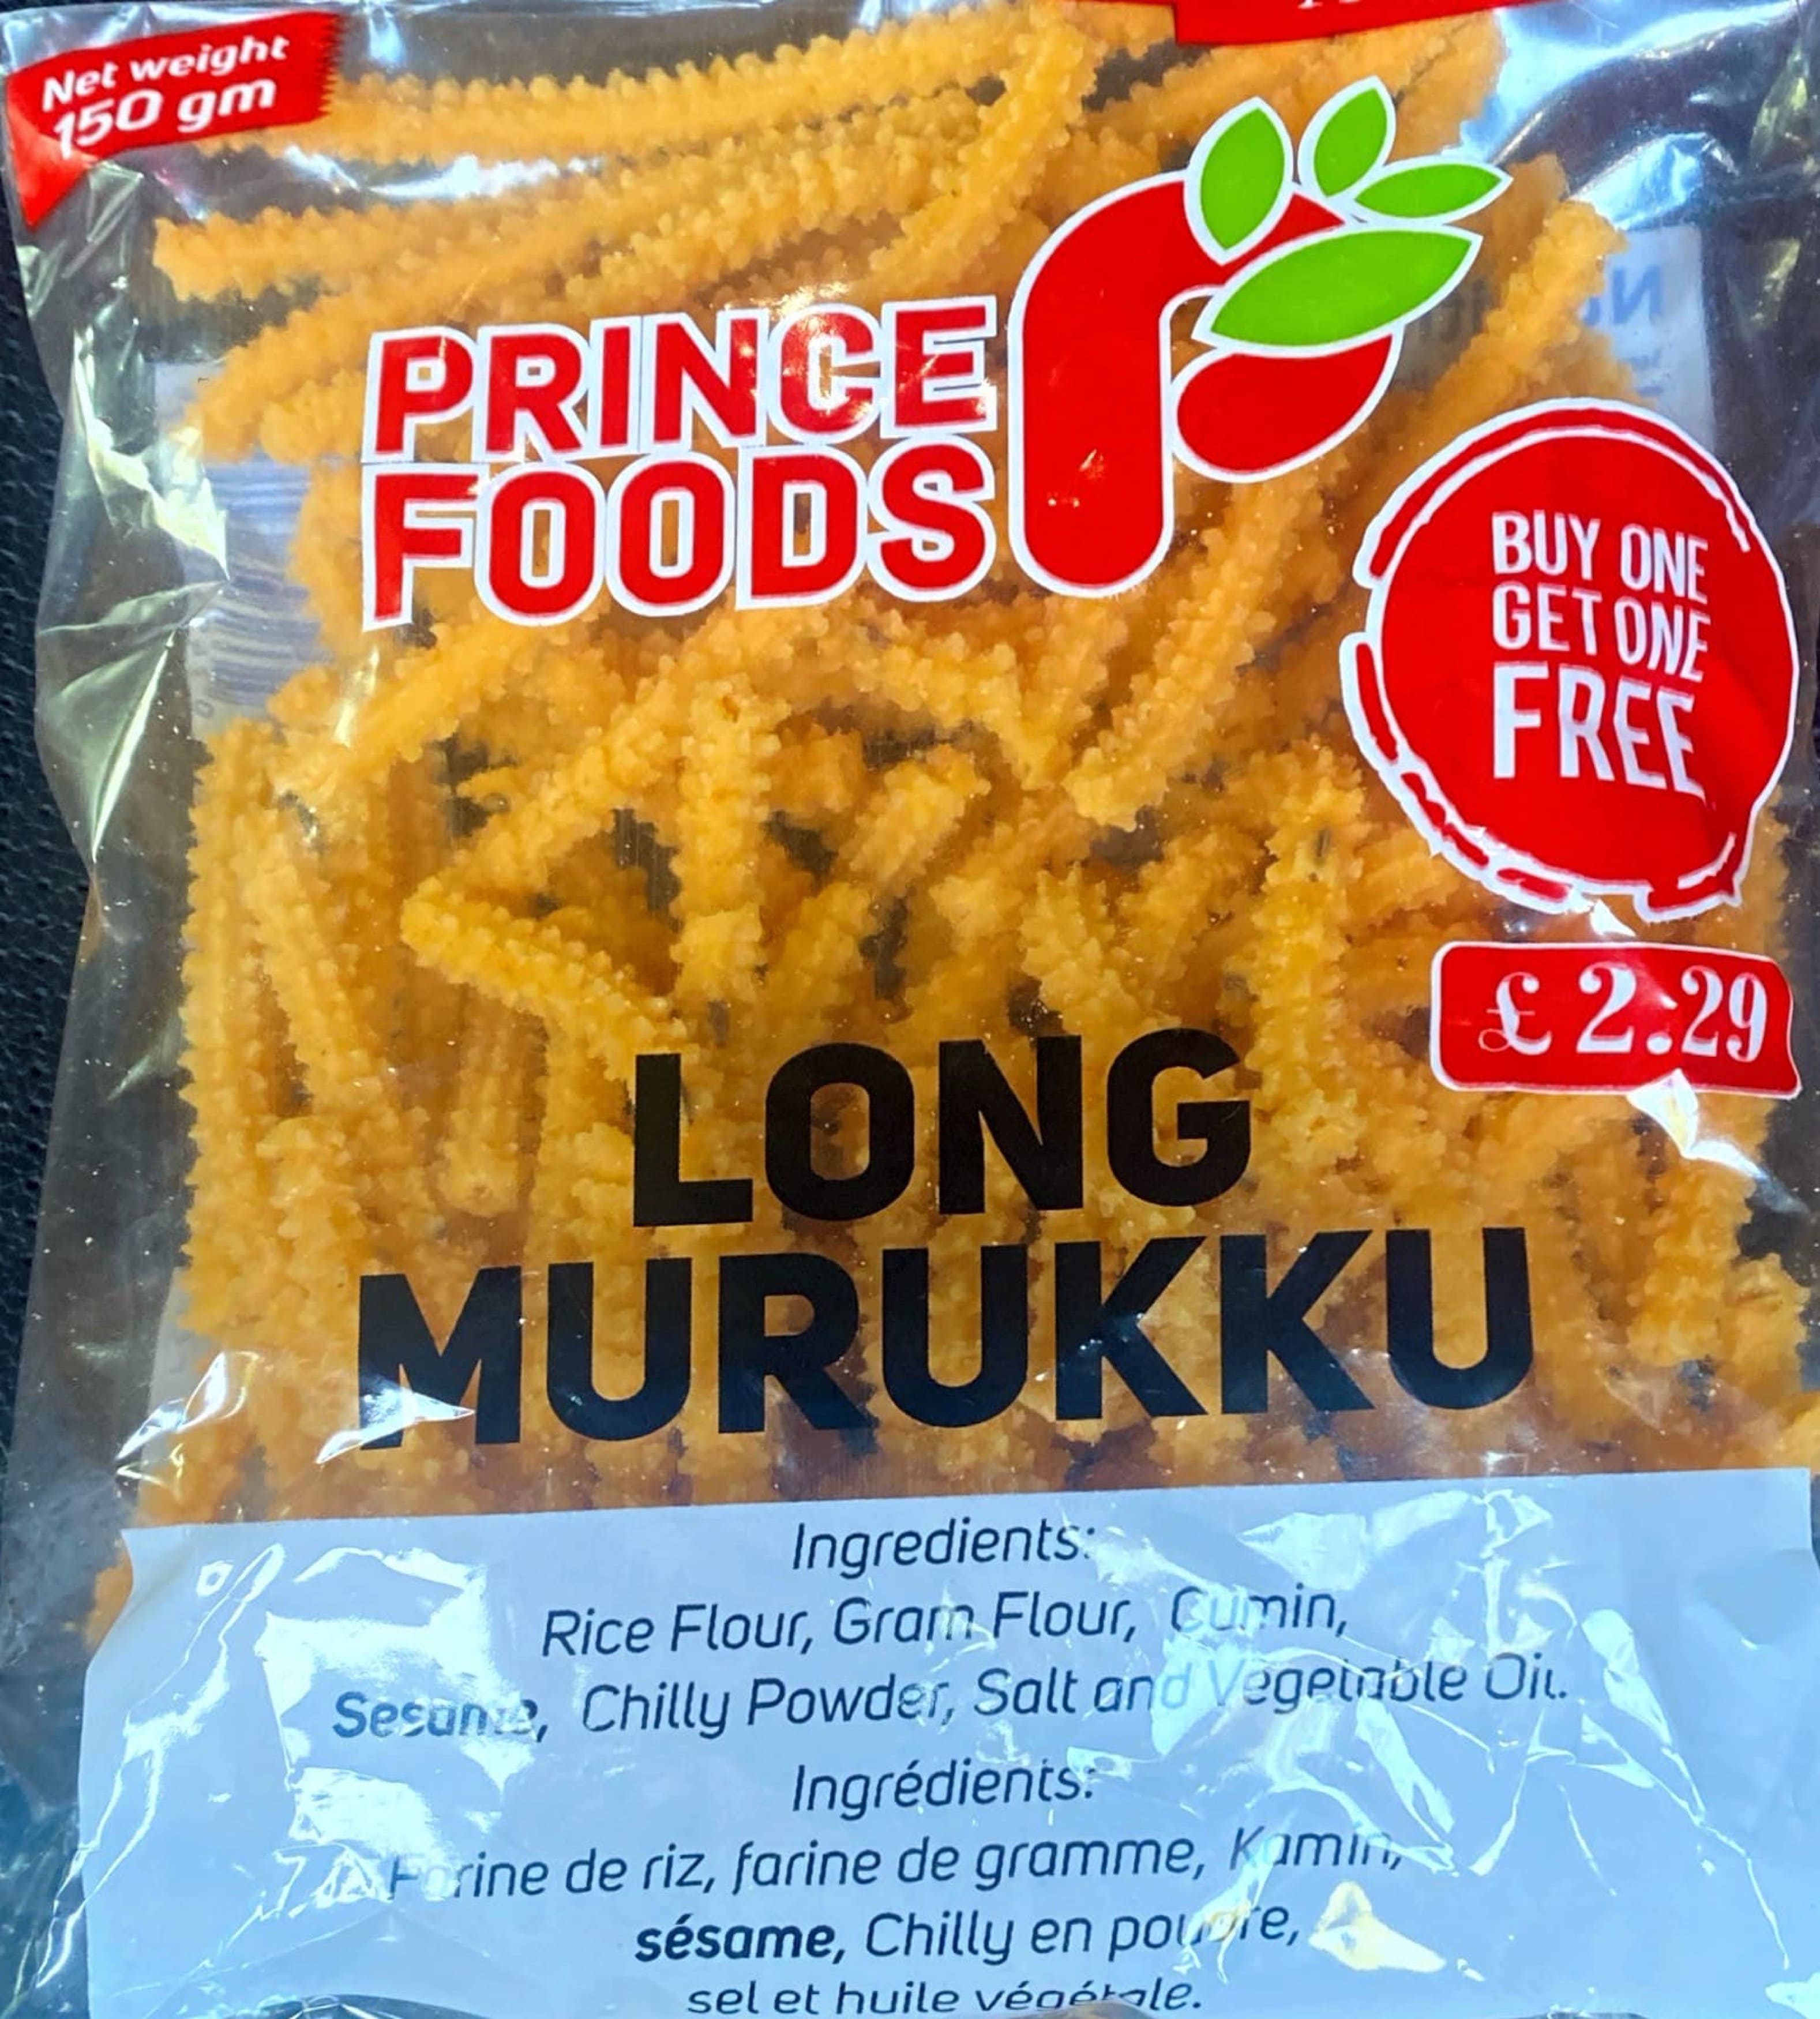 Net weight
150 gm
PRINCE
FOODS
BUY ONE
GET ONE
FREE
£ 2.29
LONG
MURUKKU
Ingredients:
Rice Flour, Gram Flour, Cumin,
Sesame, Chilly Powder, Salt and Vegetable Oil.
Ingrédients:
Farine de riz, farine de gramme, Kamin,
sésame, Chilly en poudre,
sel et huile végétale.